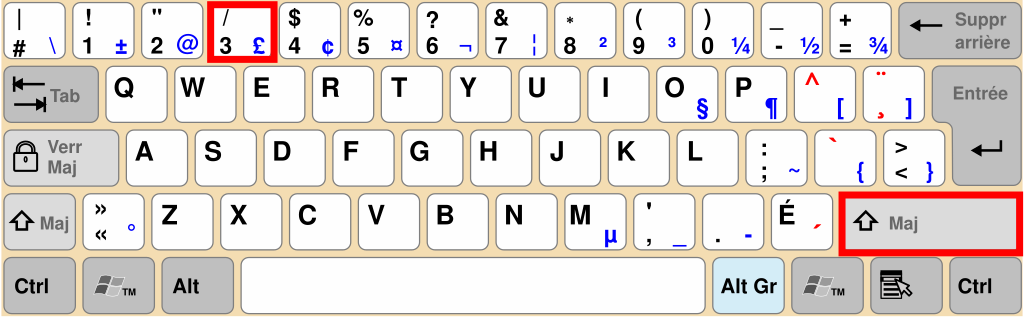 | ! " / $ % ? & * ( ) _ + Suppr
# \ 1 ± 2 @ 3 £ 4 ¢ 5 ¤ 6 ¬ 7 ¦ 8 ² 9 ³ 0 ¼ - ½ = ¾ arrière
Tab Q W E R T Y U I O § P ¶ ^ [ ¨ ¸ ] Entrée
Verr
Maj A S D F G H J K L : ; ~ ` { > < } 
Maj » « ° Z X C V B N M µ ' , _ . - É ´ Maj
Ctrl TM Alt Alt Gr TM Ctrl